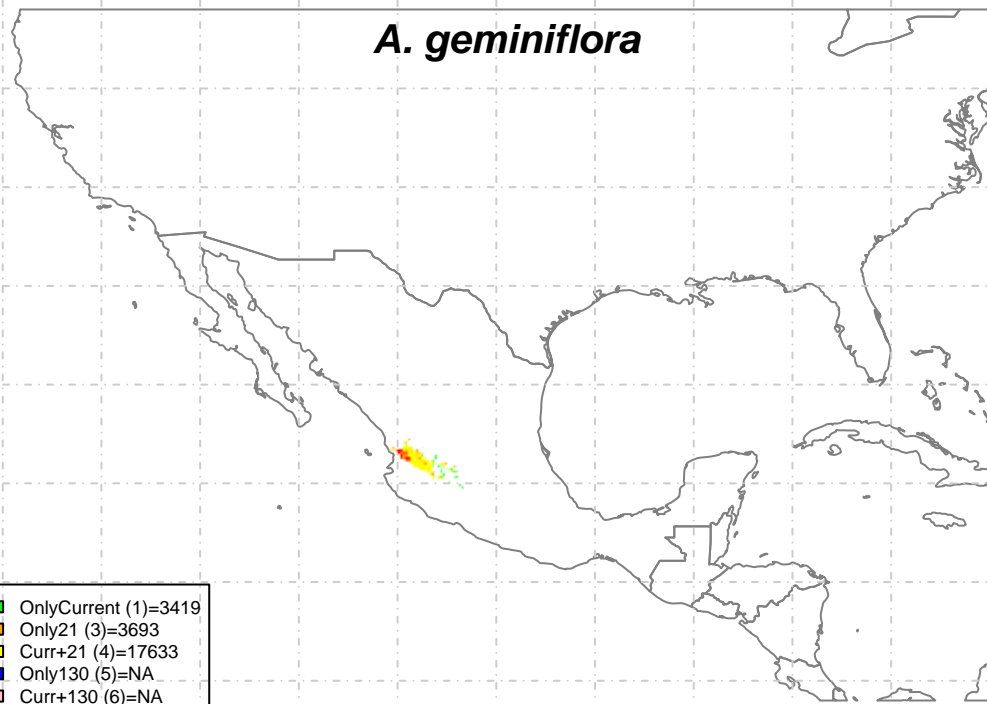 A. geminiflora
OnlyCurrent (1)=3419
Only21 (3)=3693
Curr+21 (4)=17633
Only130 (5)=NA
Curr+130 (6)=NA